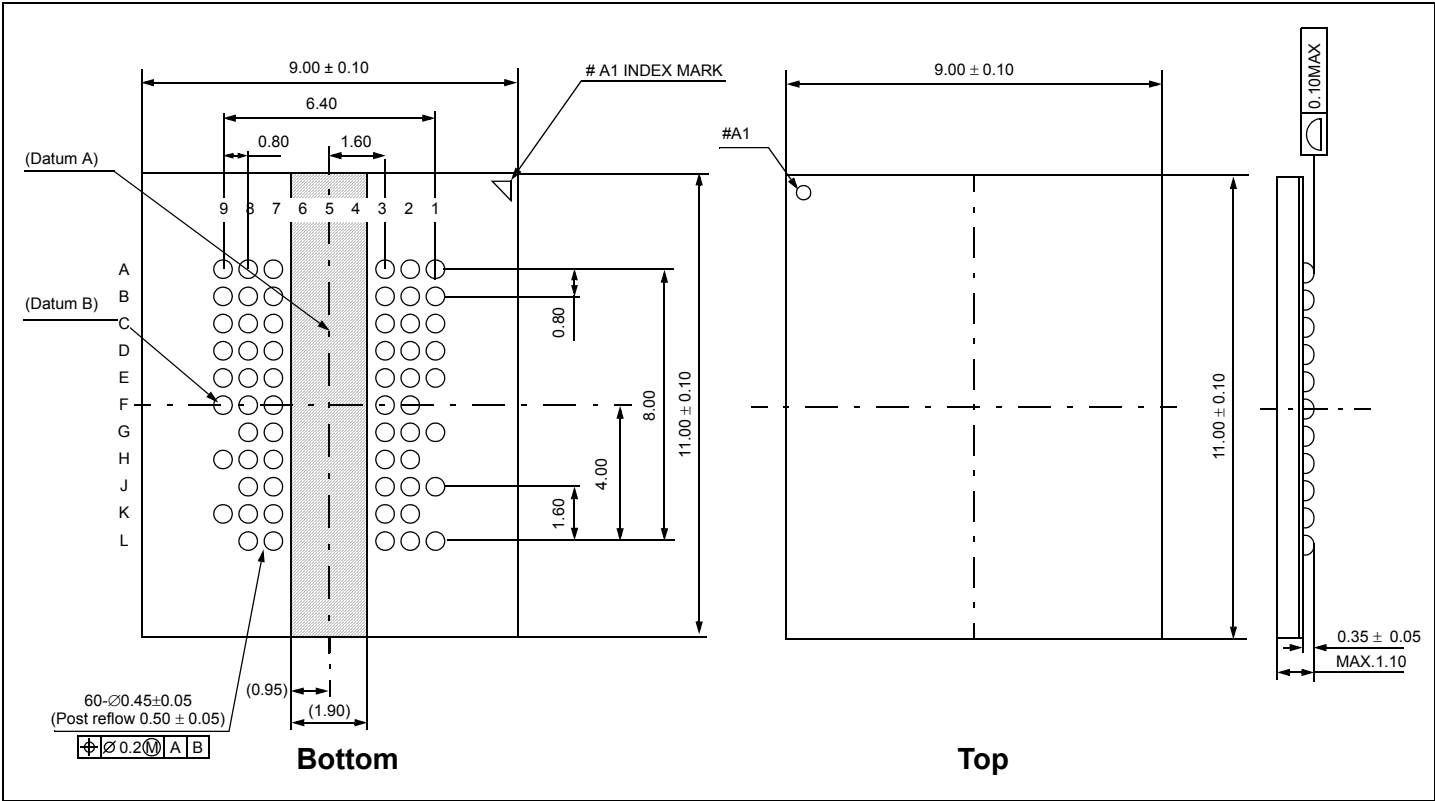 9.00 ± 0.10
# A1 INDEX MARK
6.40
0.80
1.60
(Datum A)
9 8 7 6 5 4 3 2 1
A
B
(Datum B)
C
D
E
F
G
H
J
K
L
0.80
8.00
11.00 ± 0.10
4.00
1.60
(0.95)
(1.90)
60-∅0.45±0.05
(Post reflow 0.50 ± 0.05)
⌖ ∅ 0.2Ⓜ A B
Bottom
9.00 ± 0.10
#A1
11.00 ± 0.10
Top
0.10MAX
0.35 ± 0.05
MAX.1.10